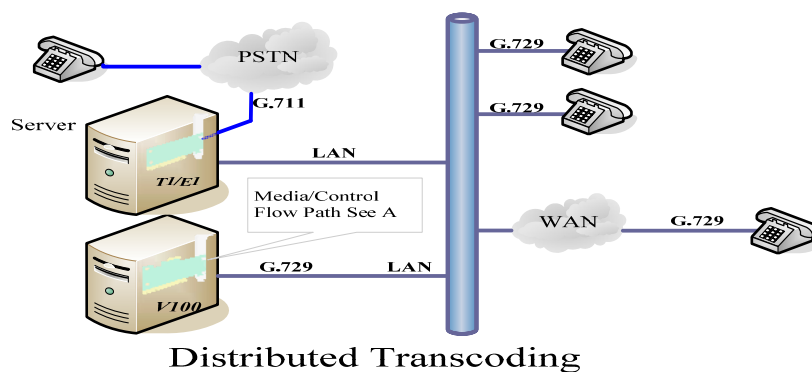 PSTN
G.729
G.711
G.729
Server
LAN
T1/E1
Media/Control
Flow Path See A
WAN
G.729
G.729
LAN
V100
Distributed Transcoding